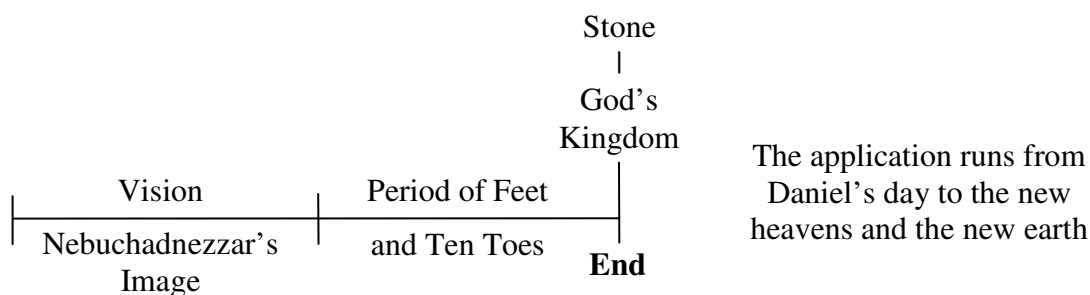 Stone
God’s
Kingdom
Vision
Period of Feet
Nebuchadnezzar’s
Image
and Ten Toes
End
The application runs from
Daniel’s day to the new
heavens and the new earth